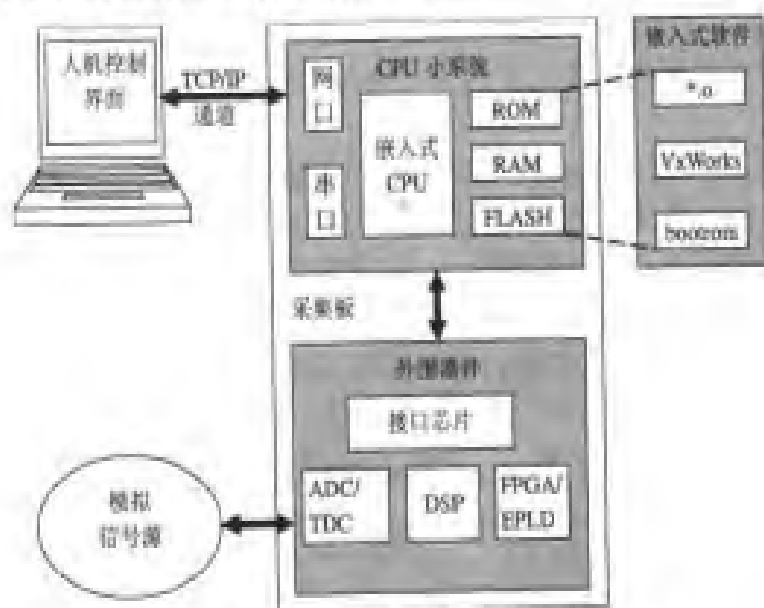 人机控制
界面
TCP/IP
通道
网
口
串
口
CPU 小系统
嵌入式
CPU
ROM
RAM
FLASH
嵌入式软件
*.o
VxWorks
bootrom
采集板
外围器件
接口芯片
ADC/
TDC
DSP
FPGA/
EPLD
模拟
信号源